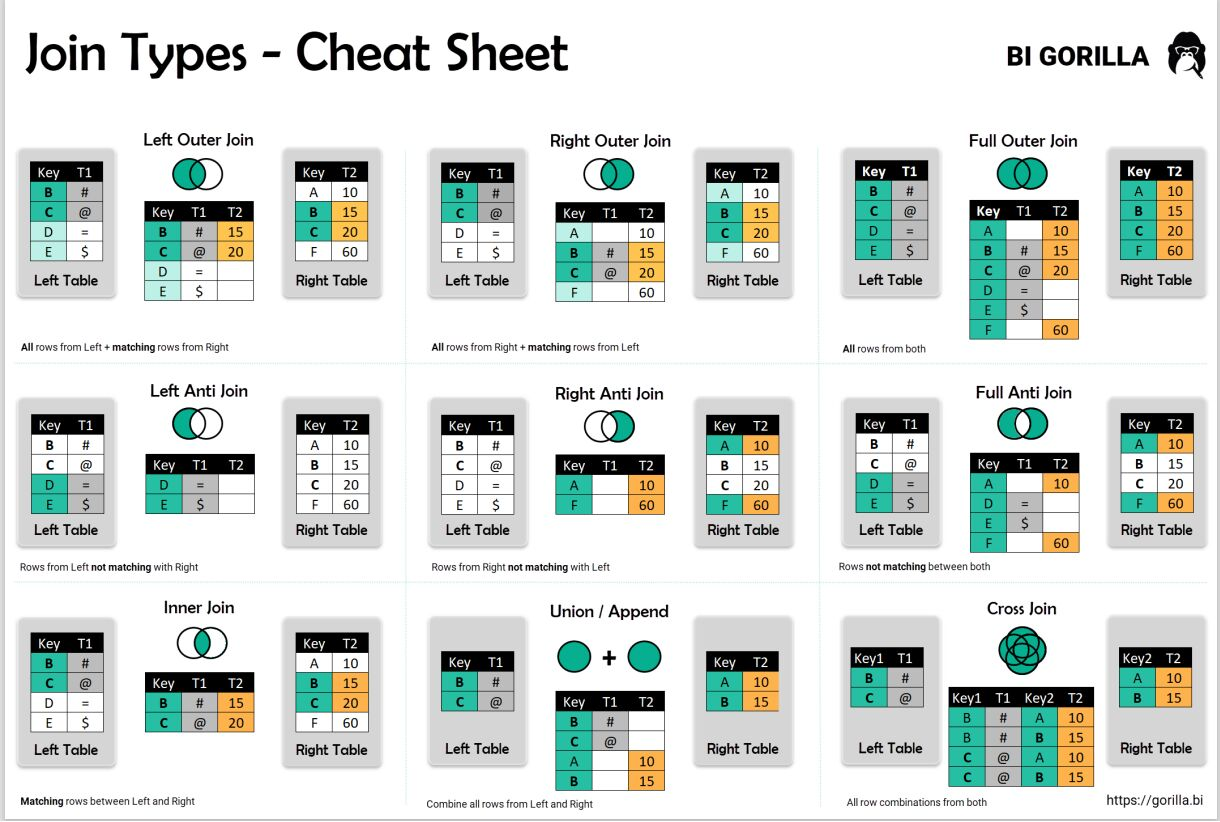 Join Types - Cheat Sheet
BI GORILLA
Left Outer Join
Key T1
B #
C @
D =
E $
Left Table
Key T1 T2
B # 15
C @ 20
D =
E $
Key T2
A 10
B 15
C 20
F 60
Right Table
All rows from Left + matching rows from Right
Right Outer Join
Key T1
B #
C @
D =
E $
Left Table
Key T1 T2
A 10
B # 15
C @ 20
F 60
Key T2
A 10
B 15
C 20
F 60
Right Table
All rows from Right + matching rows from Left
Full Outer Join
Key T1
B #
C @
D =
E $
Left Table
Key T1 T2
A 10
B # 15
C @ 20
D =
E $
F 60
Key T2
A 10
B 15
C 20
F 60
Right Table
All rows from both
Left Anti Join
Key T1
B #
C @
D =
E $
Left Table
Key T1 T2
D =
E $
Key T2
A 10
B 15
C 20
F 60
Right Table
Rows from Left not matching with Right
Right Anti Join
Key T1
B #
C @
D =
E $
Left Table
Key T1 T2
A 10
F 60
Key T2
A 10
B 15
C 20
F 60
Right Table
Rows from Right not matching with Left
Full Anti Join
Key T1
B #
C @
D =
E $
Left Table
Key T1 T2
A 10
D =
E $
F 60
Key T2
A 10
B 15
C 20
F 60
Right Table
Rows not matching between both
Inner Join
Key T1
B #
C @
D =
E $
Left Table
Key T1 T2
B # 15
C @ 20
Key T2
A 10
B 15
C 20
F 60
Right Table
Matching rows between Left and Right
Union / Append
+
Key T1
B #
C @
Left Table
Key T1 T2
B #
C @
A 10
B 15
Key T2
A 10
B 15
Right Table
Combine all rows from Left and Right
Cross Join
Key1 T1
B #
C @
Left Table
Key1 T1 Key2 T2
B # A 10
B # B 15
C @ A 10
C @ B 15
Key2 T2
A 10
B 15
Right Table
All row combinations from both
https://gorilla.bi